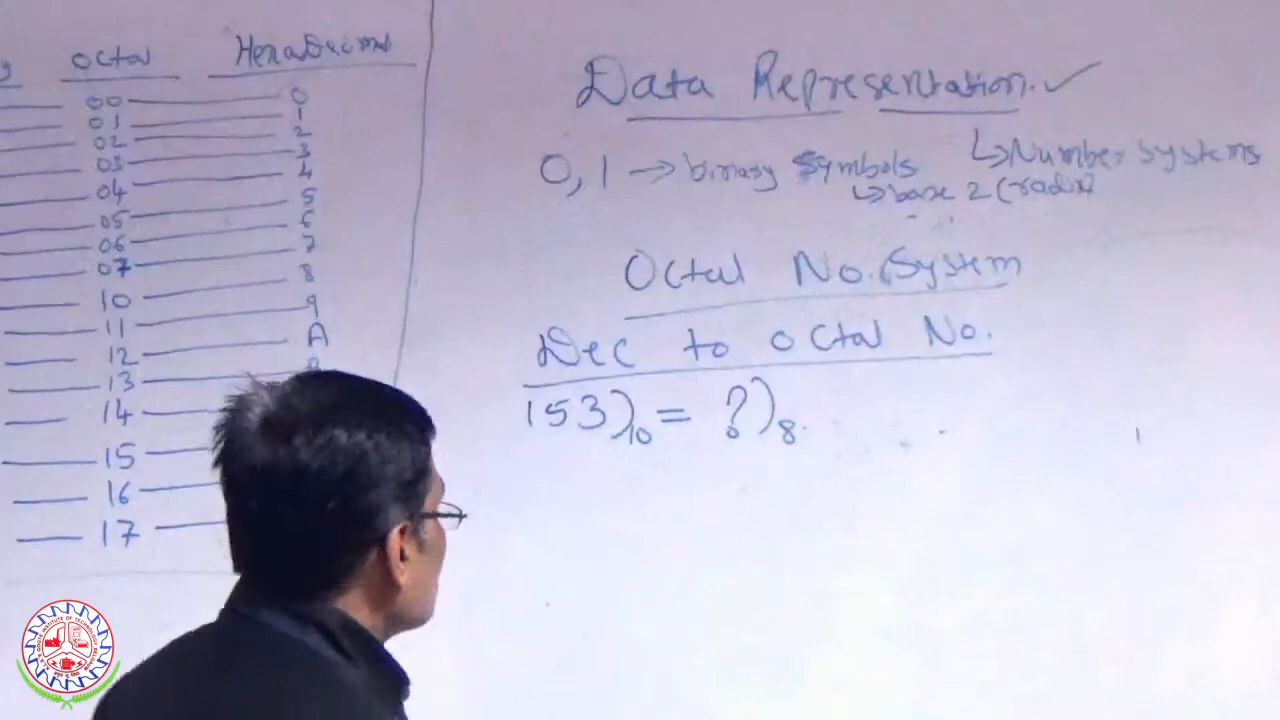 Octal HexaDecimal
00 0
01 1
02 2
03 3
04 4
05 5
06 6
07 7
10 8
11 9
12 A
13
14
15
16
17
Data Representation. ✓
↳ Number Systems
0, 1 → binary Symbols
↳ base 2 (radix)
Octal No. System
Dec to Octal No.
153)10 = ?)8.